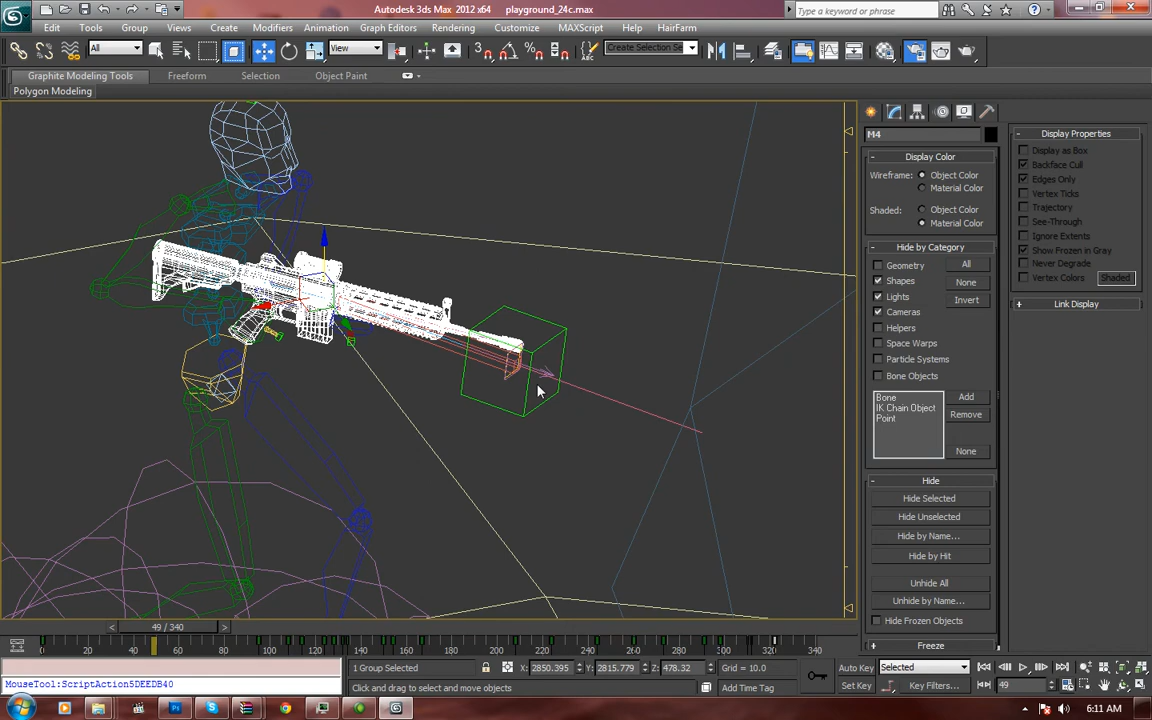 Autodesk 3ds Max 2012 x64 playground_24c.max
Type a keyword or phrase
Edit Tools Group Views Create Modifiers Animation Graph Editors Rendering Customize MAXScript Help HairFarm
All View Create Selection Se
Graphite Modeling Tools Freeform Selection Object Paint
Polygon Modeling
M4
Display Color
Wireframe: Object Color
Material Color
Shaded: Object Color
Material Color
Hide by Category
Geometry All
Shapes None
Lights Invert
Cameras
Helpers
Space Warps
Particle Systems
Bone Objects
Bone Add
IK Chain Object Remove
Point
None
Hide
Hide Selected
Hide Unselected
Hide by Name...
Hide by Hit
Unhide All
Unhide by Name...
Hide Frozen Objects
Freeze
Display Properties
Display as Box
Backface Cull
Edges Only
Vertex Ticks
Trajectory
See-Through
Ignore Extents
Show Frozen in Gray
Never Degrade
Vertex Colors Shaded
Link Display
< 49 / 340 >
0 20 40 60 80 100 120 140 160 180 200 220 240 260 280 300 320 340
1 Group Selected X: 2850.395 Y: 2815.779 Z: 478.32 Grid = 10.0 Auto Key Selected
MouseTool:ScriptAction5DEEDB40 Click and drag to select and move objects Add Time Tag Set Key Key Filters... 49
6:11 AM